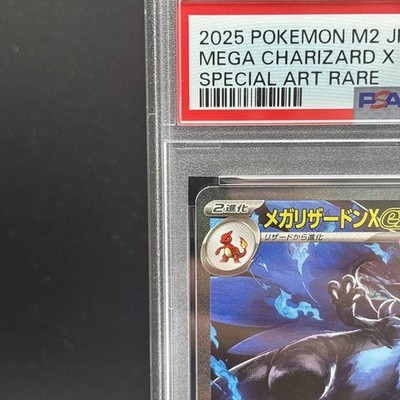 2025 POKEMON M2 J
MEGA CHARIZARD X
SPECIAL ART RARE
PSA
2進化
メガリザードンXe
リザードから進化